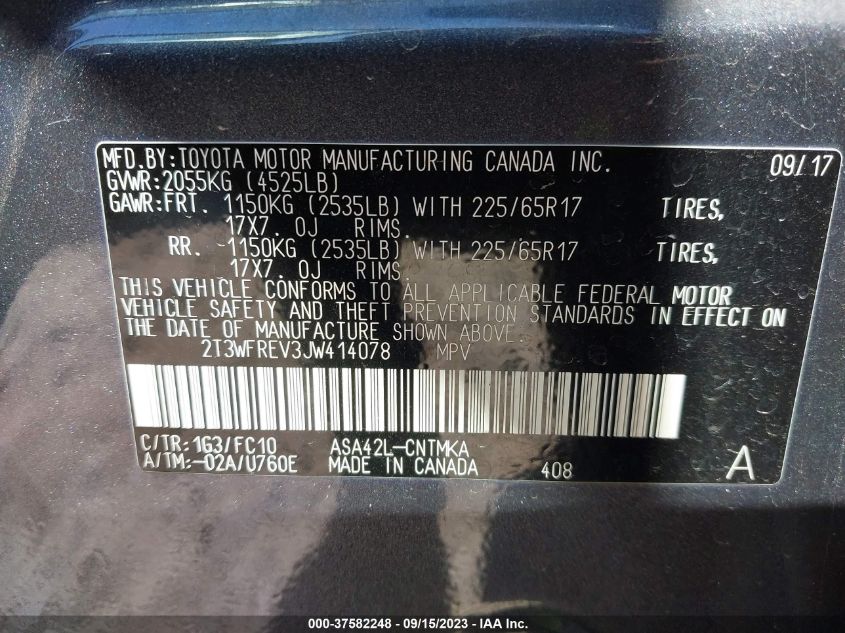 MFD.BY:TOYOTA MOTOR MANUFACTURING CANADA INC. 09/17
GVWR:2055KG (4525LB)
GAWR:FRT. 1150KG (2535LB) WITH 225/65R17 TIRES,
17X7.0J RIMS.
RR. 1150KG (2535LB) WITH 225/65R17 TIRES,
17X7.0J RIMS.
THIS VEHICLE CONFORMS TO ALL APPLICABLE FEDERAL MOTOR
VEHICLE SAFETY AND THEFT PREVENTION STANDARDS IN EFFECT ON
THE DATE OF MANUFACTURE SHOWN ABOVE.
2T3WFREV3JW414078 MPV
C/TR:1G3/FC10 ASA42L-CNTMKA
A/TM:-02A/U760E MADE IN CANADA 408 A
000-37582248 - 09/15/2023 - IAA Inc.